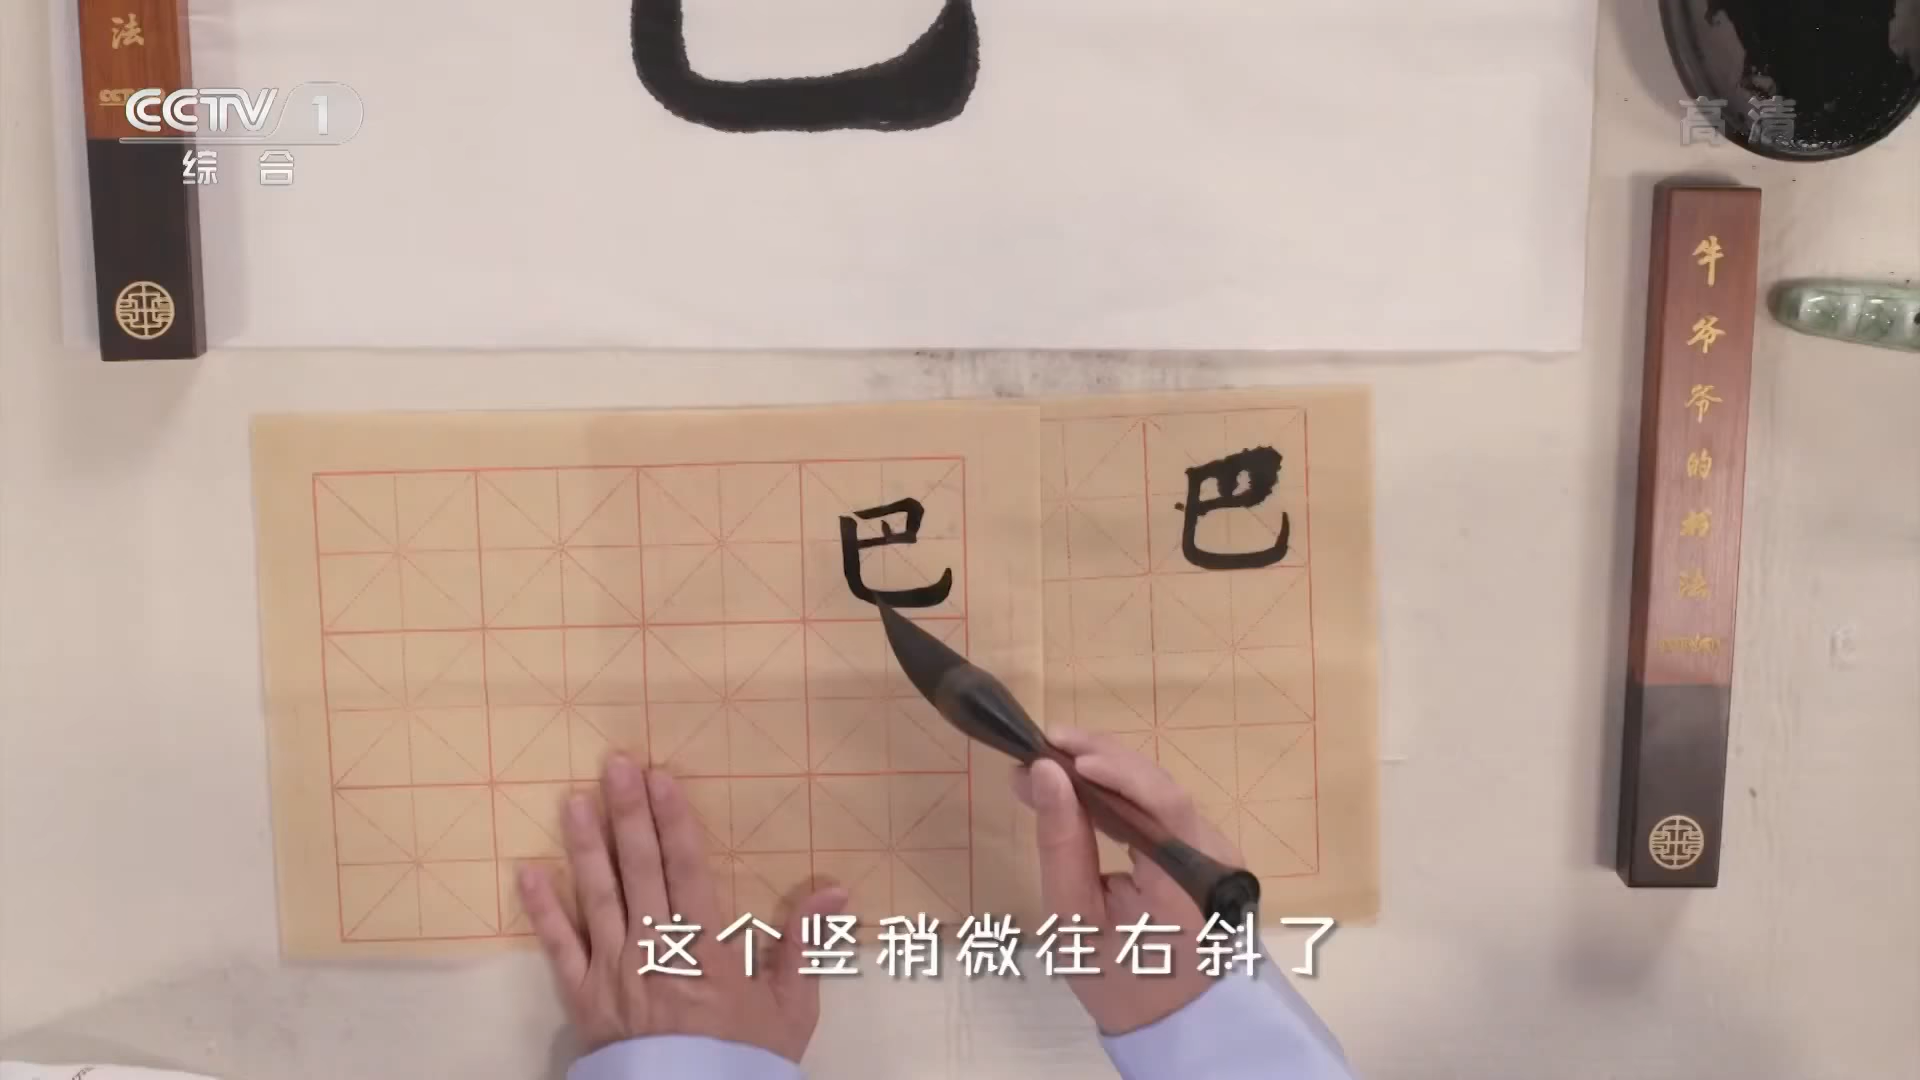 法
CCTV 1
综合
高清
牛爷爷的书法
巴
巴
这个竖稍微往右斜了